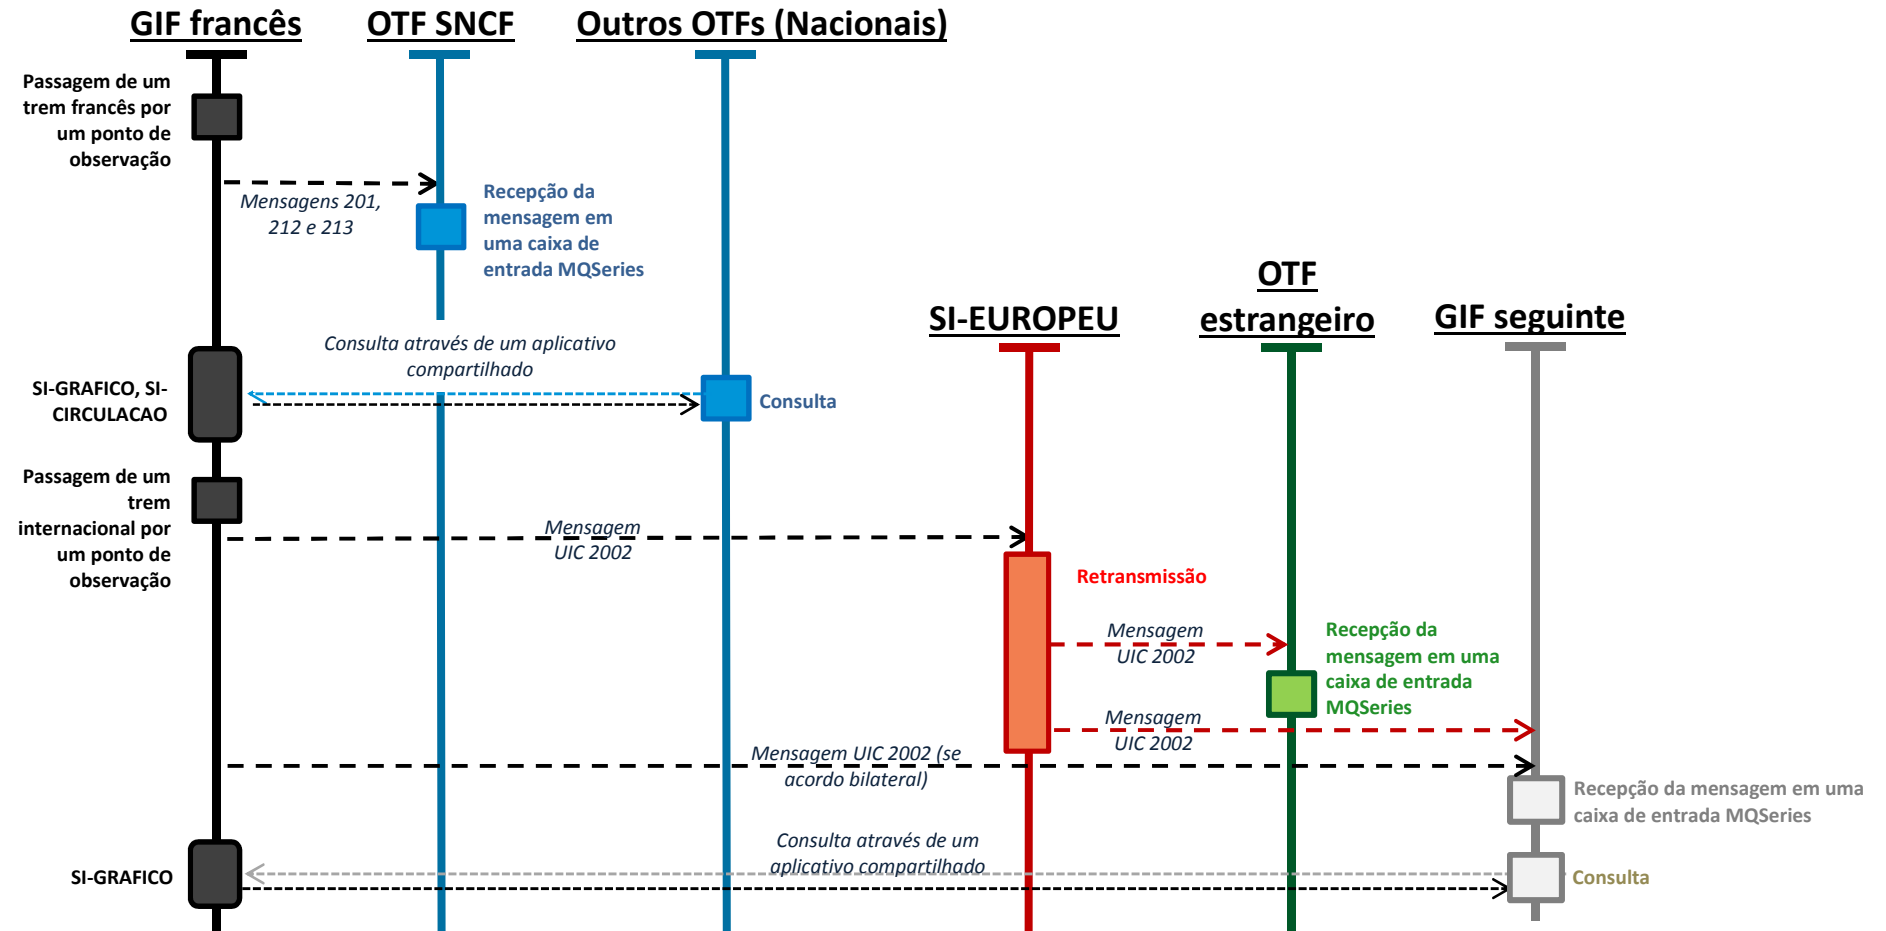 GIF francês
OTF SNCF
Outros OTFs (Nacionais)
Passagem de um
trem francês por
um ponto de
observação
Mensagens 201,
212 e 213
Recepção da
mensagem em
uma caixa de
entrada MQSeries
SI-EUROPEU
OTF
estrangeiro
GIF seguinte
Consulta através de um aplicativo
compartilhado
SI-GRAFICO, SI-
CIRCULACAO
Consulta
Passagem de um
trem
internacional por
um ponto de
observação
Mensagem
UIC 2002
Retransmissão
Mensagem
UIC 2002
Recepção da
mensagem em uma
caixa de entrada
MQSeries
Mensagem
UIC 2002
Mensagem UIC 2002 (se
acordo bilateral)
Recepção da mensagem em uma
caixa de entrada MQSeries
Consulta através de um
aplicativo compartilhado
SI-GRAFICO
Consulta